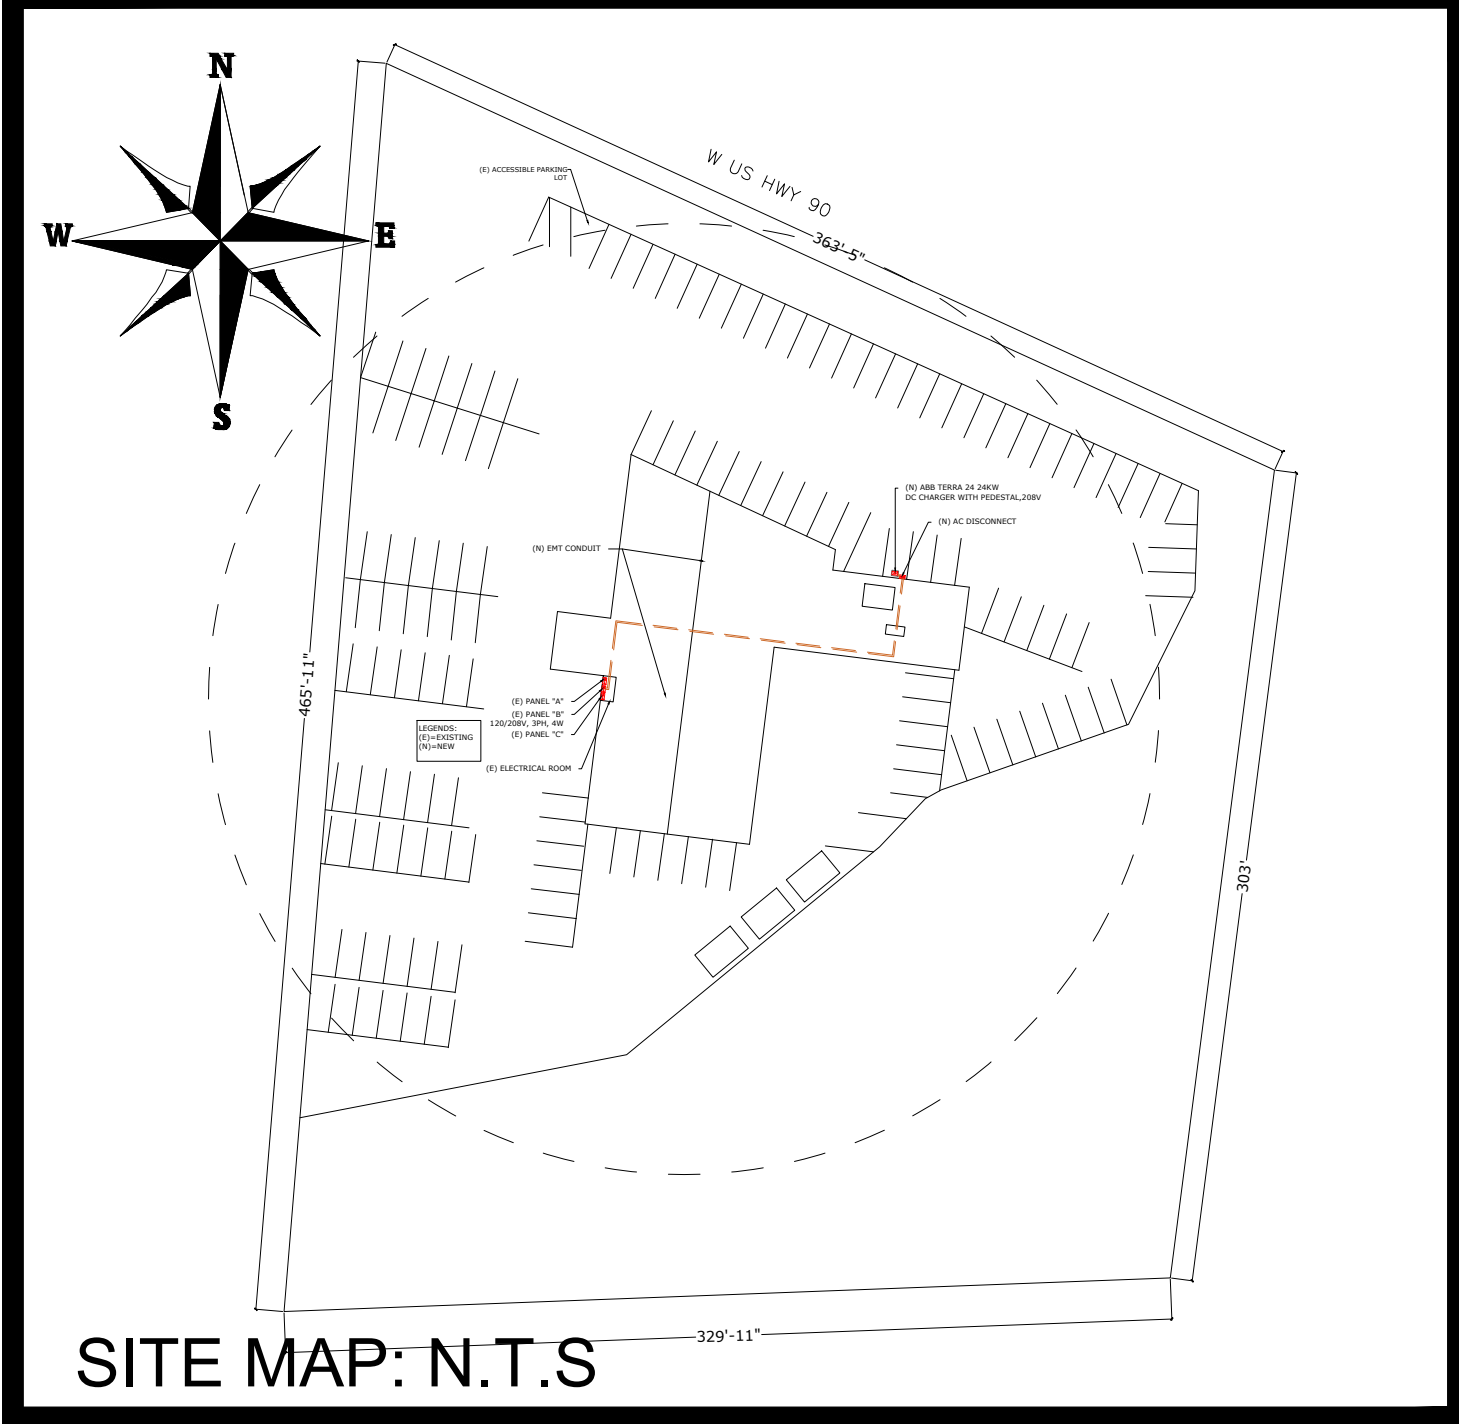 N
W
E
S
W US HWY 90
363'-5"
(E) ACCESSIBLE PARKING
LOT
(N) ABB TERRA 24 24KW
DC CHARGER WITH PEDESTAL,208V
(N) AC DISCONNECT
(N) EMT CONDUIT
465'-11"
(E) PANEL "A"
(E) PANEL "B"
120/208V, 3PH, 4W
(E) PANEL "C"
LEGENDS:
(E)=EXISTING
(N)=NEW
(E) ELECTRICAL ROOM
303'
329'-11"
SITE MAP: N.T.S